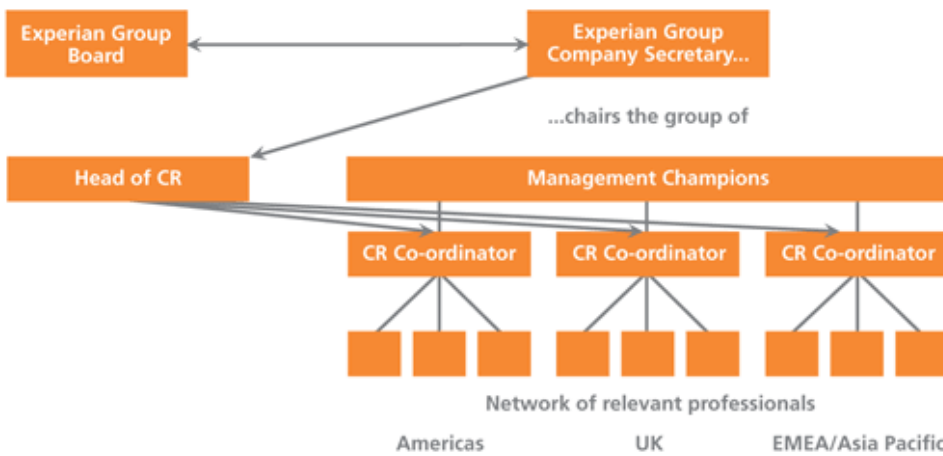 Experian Group
Board
Experian Group
Company Secretary...
...chairs the group of
Head of CR
Management Champions
CR Co-ordinator
CR Co-ordinator
CR Co-ordinator
Network of relevant professionals
Americas
UK
EMEA/Asia Pacific